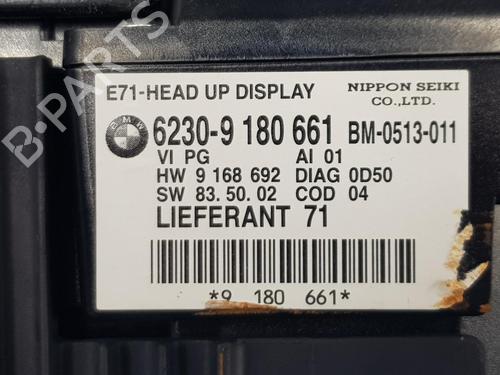 E71-HEAD UP DISPLAY NIPPON SEIKI CO.,LTD.
BMW 6230-9 180 661 BM-0513-011
VI PG AI 01
HW 9 168 692 DIAG 0D50
SW 83.50.02 COD 04
LIEFERANT 71
*9 180 661*
B-PARTS